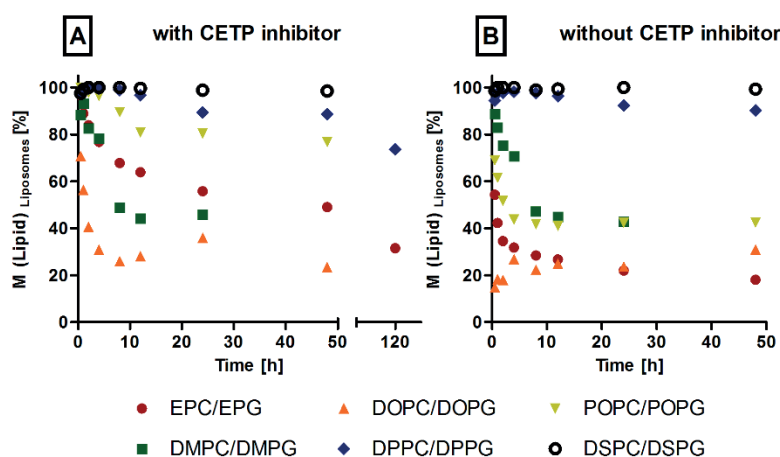 A with CETP inhibitor
B without CETP inhibitor
M (Lipid) Liposomes [%]
100
80
60
40
20
0
0 10 20 30 40 50 120
Time [h]
M (Lipid) Liposomes [%]
100
80
60
40
20
0
0 10 20 30 40 50
Time [h]
EPC/EPG DOPC/DOPG POPC/POPG
DMPC/DMPG DPPC/DPPG DSPC/DSPG